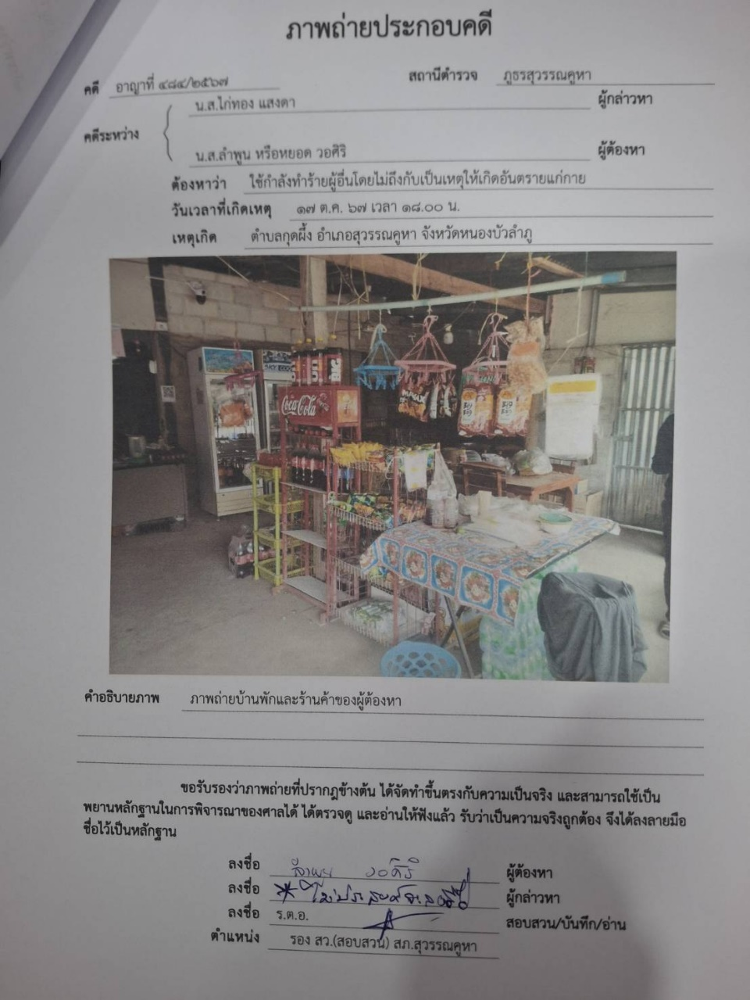 ภาพถ่ายประกอบคดี
คดี อาญาที่ ๔๘๔/๒๕๖๗ สถานีตำรวจ ภูธรสุวรรณคูหา
คดีระหว่าง
น.ส.ไก่ทอง แสงดา ผู้กล่าวหา
น.ส.ลำพูน หรือหยอด วอศิริ ผู้ต้องหา
ต้องหาว่า ใช้กำลังทำร้ายผู้อื่นโดยไม่ถึงกับเป็นเหตุให้เกิดอันตรายแก่กาย
วันเวลาที่เกิดเหตุ ๑๗ ต.ค. ๖๗ เวลา ๑๘.๐๐ น.
เหตุเกิด ตำบลกุดผึ้ง อำเภอสุวรรณคูหา จังหวัดหนองบัวลำภู
BIG
Coca-Cola
คำอธิบายภาพ ภาพถ่ายบ้านพักและร้านค้าของผู้ต้องหา
ขอรับรองว่าภาพถ่ายที่ปรากฎข้างต้น ได้จัดทำขึ้นตรงกับความเป็นจริง และสามารถใช้เป็น
พยานหลักฐานในการพิจารณาของศาลได้ ได้ตรวจดู และอ่านให้ฟังแล้ว รับว่าเป็นความจริงถูกต้อง จึงได้ลงลายมือ
ชื่อไว้เป็นหลักฐาน
ลงชื่อ ลำพูน วอศิริ ผู้ต้องหา
ลงชื่อ ผู้กล่าวหา
ลงชื่อ ร.ต.อ. สอบสวน/บันทึก/อ่าน
ตำแหน่ง รอง สว.(สอบสวน) สภ.สุวรรณคูหา